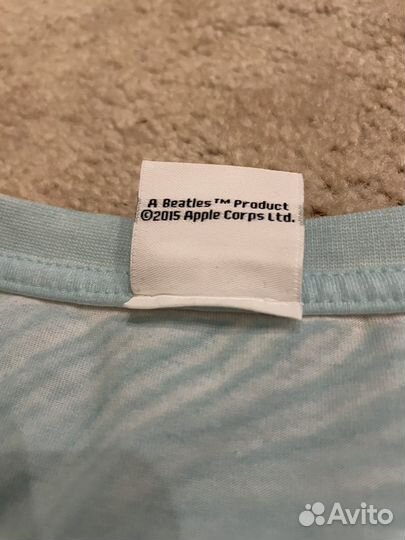 A Beatles™ Product
©2015 Apple Corps Ltd.
Avito